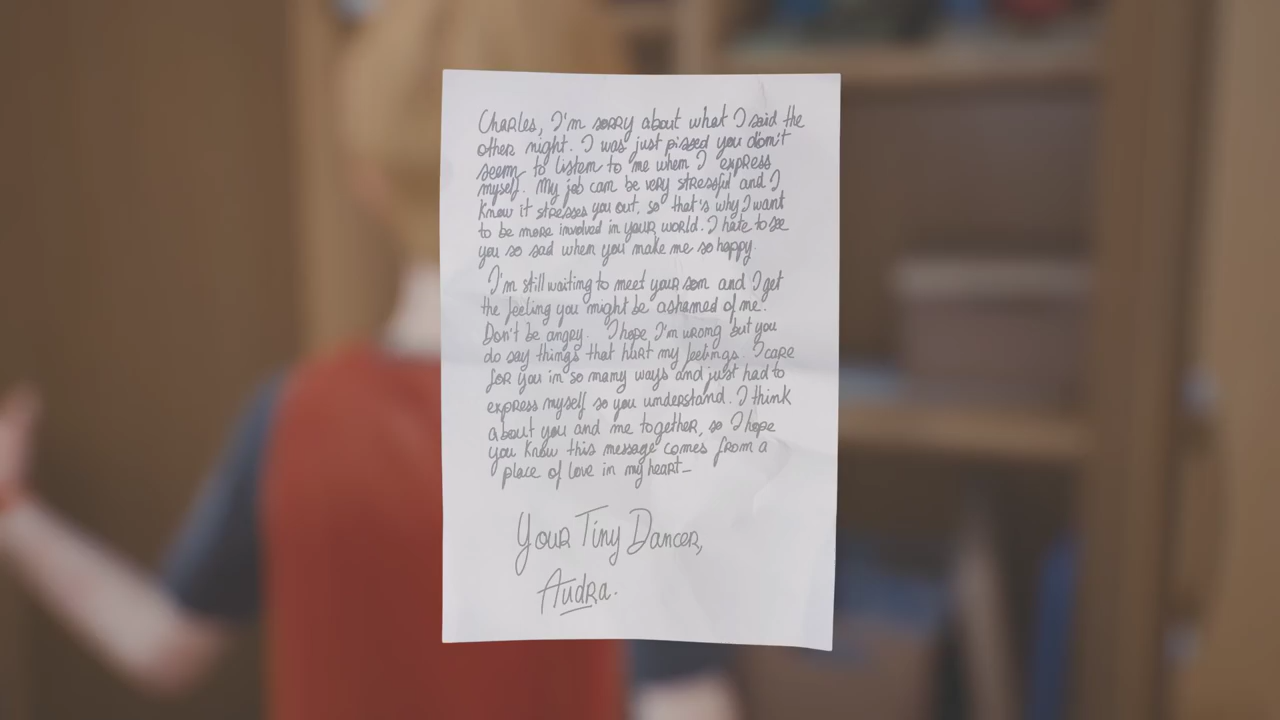 Charles, I'm sorry about what I said the
other night. I was just pissed you don't
seem to listen to me when I express
myself. My job can be very stressful and I
know it stresses you out, so that's why I want
to be more involved in your world. I hate to see
you so sad when you make me so happy.
I'm still waiting to meet your son and I get
the feeling you might be ashamed of me.
Don't be angry. I hope I'm wrong but you
do say things that hurt my feelings. I care
for you in so many ways and just had to
express myself so you understand. I think
about you and me together, so I hope
you know this message comes from a
place of love in my heart_
Your Tiny Dancer,
Audra.